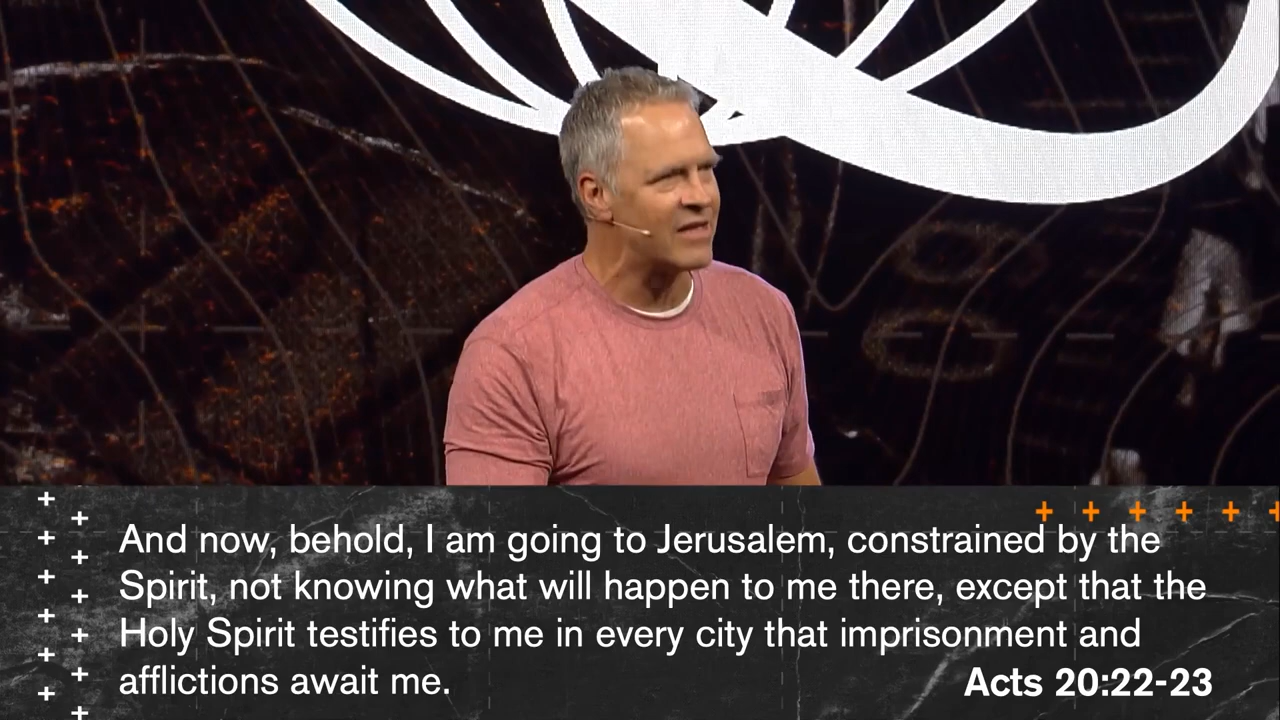 And now, behold, I am going to Jerusalem, constrained by the
Spirit, not knowing what will happen to me there, except that the
Holy Spirit testifies to me in every city that imprisonment and
afflictions await me.
Acts 20:22-23